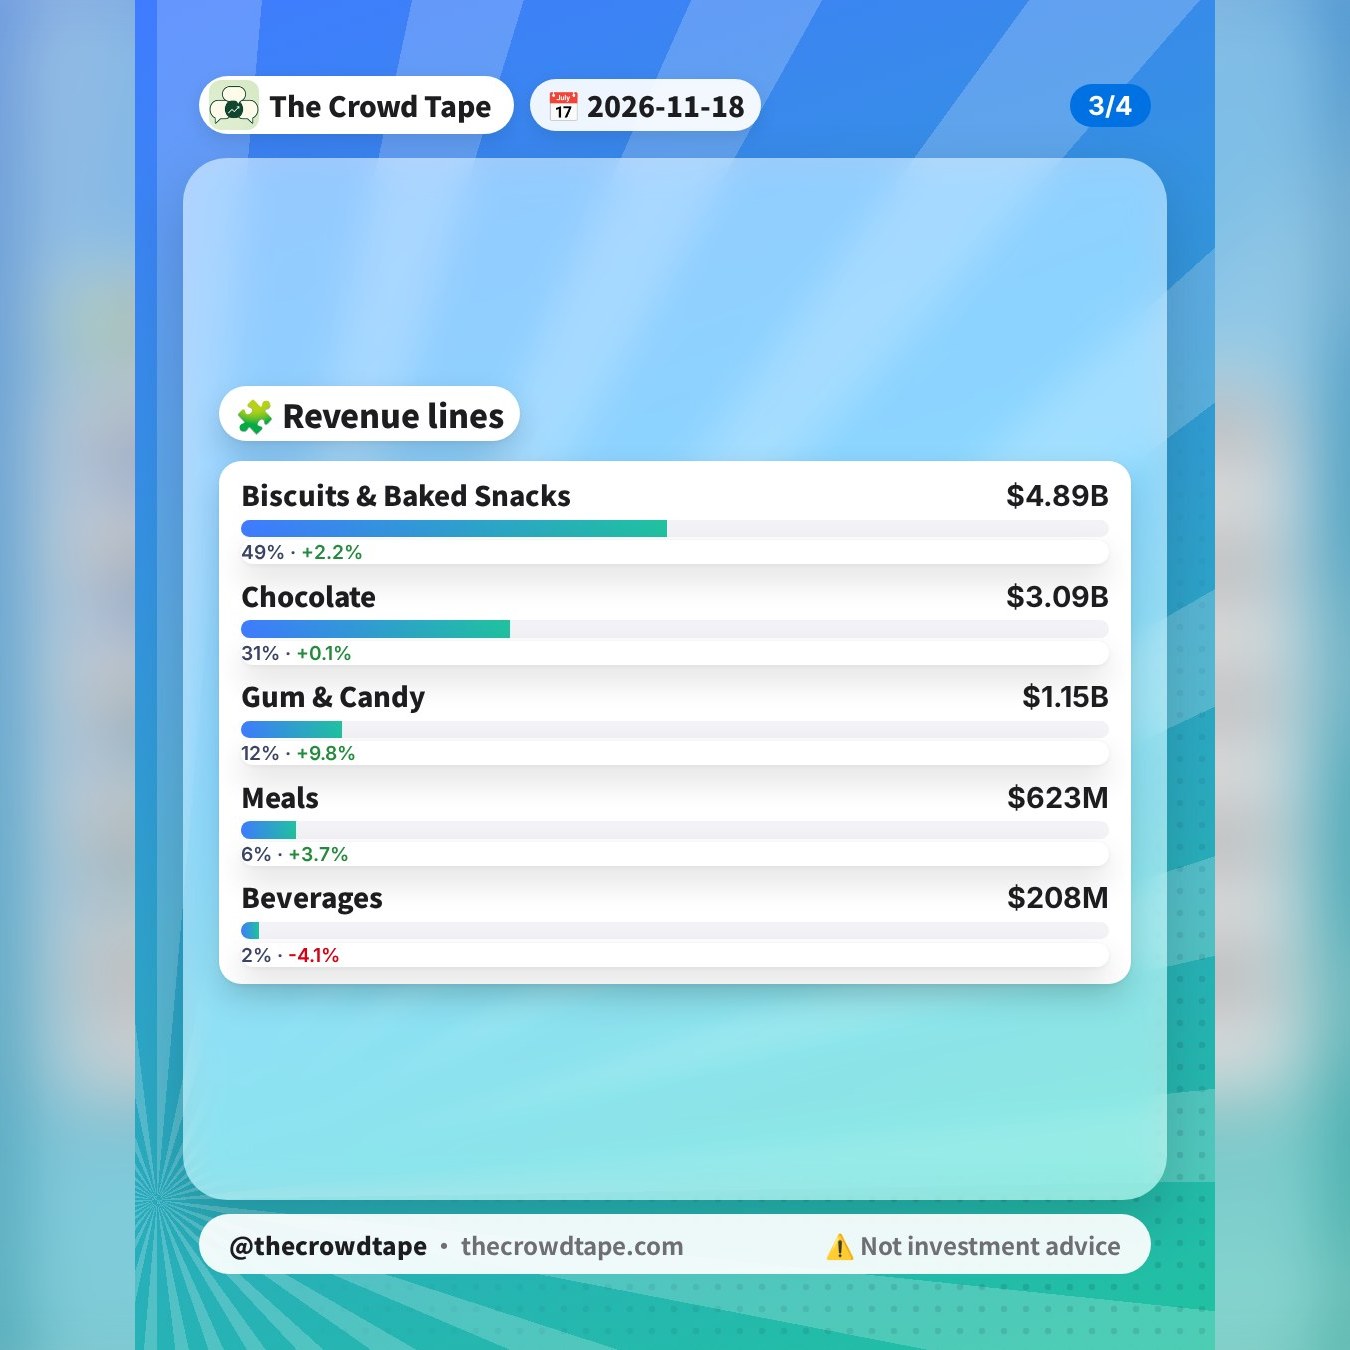 The Crowd Tape
July
17
2026-11-18
3/4
Revenue lines
Biscuits & Baked Snacks
$4.89B
49% · +2.2%
Chocolate
$3.09B
31% · +0.1%
Gum & Candy
$1.15B
12% · +9.8%
Meals
$623M
6% · +3.7%
Beverages
$208M
2% · -4.1%
@thecrowdtape • thecrowdtape.com
Not investment advice